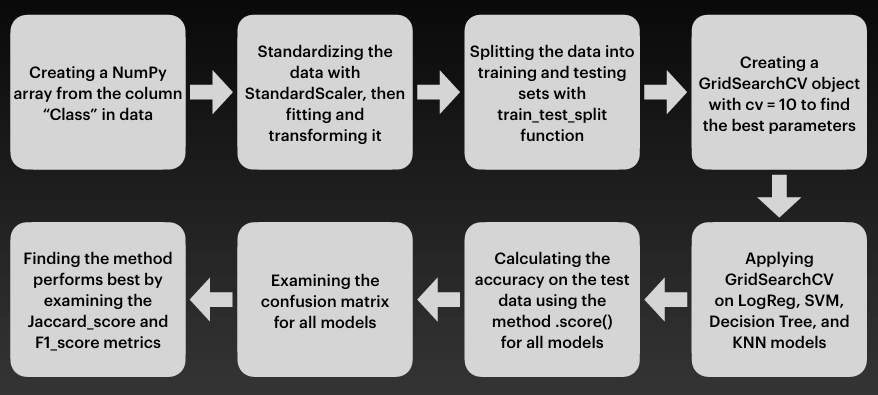 Creating a NumPy
array from the column
“Class” in data
Standardizing the
data with
StandardScaler, then
fitting and
transforming it
Splitting the data into
training and testing
sets with
train_test_split
function
Creating a
GridSearchCV object
with cv = 10 to find
the best parameters
Applying
GridSearchCV
on LogReg, SVM,
Decision Tree, and
KNN models
Calculating the
accuracy on the test
data using the
method .score()
for all models
Examining the
confusion matrix
for all models
Finding the method
performs best by
examining the
Jaccard_score and
F1_score metrics